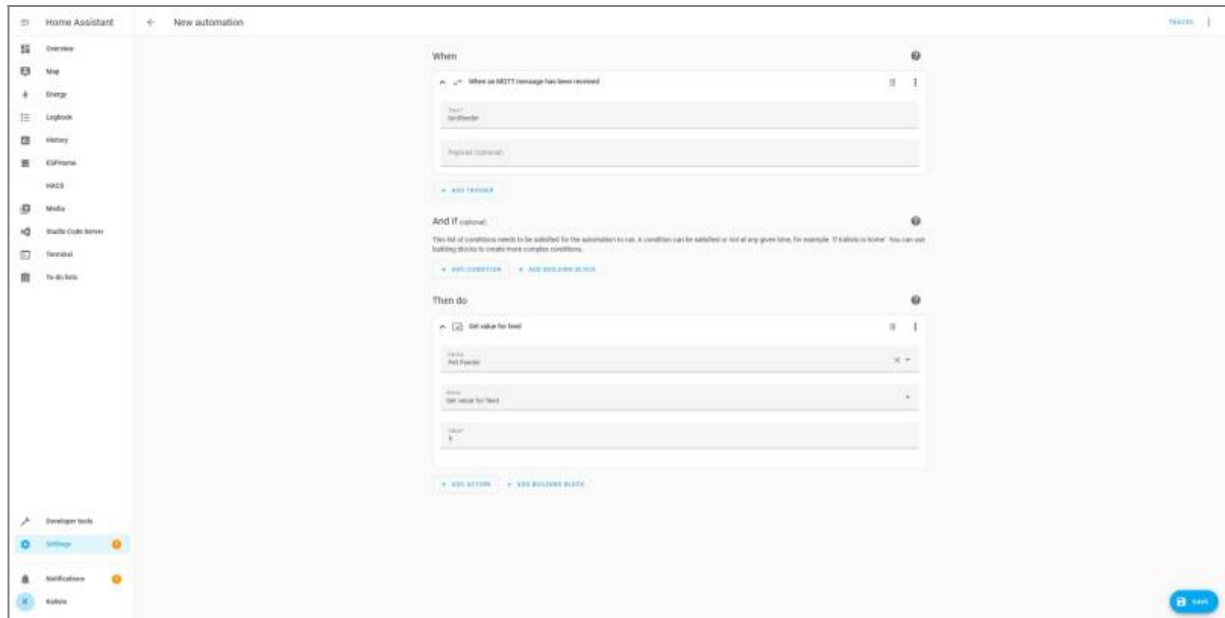 Home Assistant
New automation
TRACES
Overview
Map
Energy
Logbook
History
ESPHome
HACS
Media
Studio Code Server
Terminal
To-do lists
Developer tools
Settings
Notifications
Kaliista
When
When an MQTT message has been received
Topic*
birdfeeder
Payload (optional)
+ ADD TRIGGER
And if (optional)
This list of conditions needs to be satisfied for the automation to run. A condition can be satisfied or not at any given time, for example: 'If Kalista is home'. You can use
building blocks to create more complex conditions.
+ ADD CONDITION + ADD BUILDING BLOCK
Then do
Set value for feed
Device
Pet Feeder
Action
Set value for feed
Value*
+ ADD ACTION + ADD BUILDING BLOCK
SAVE